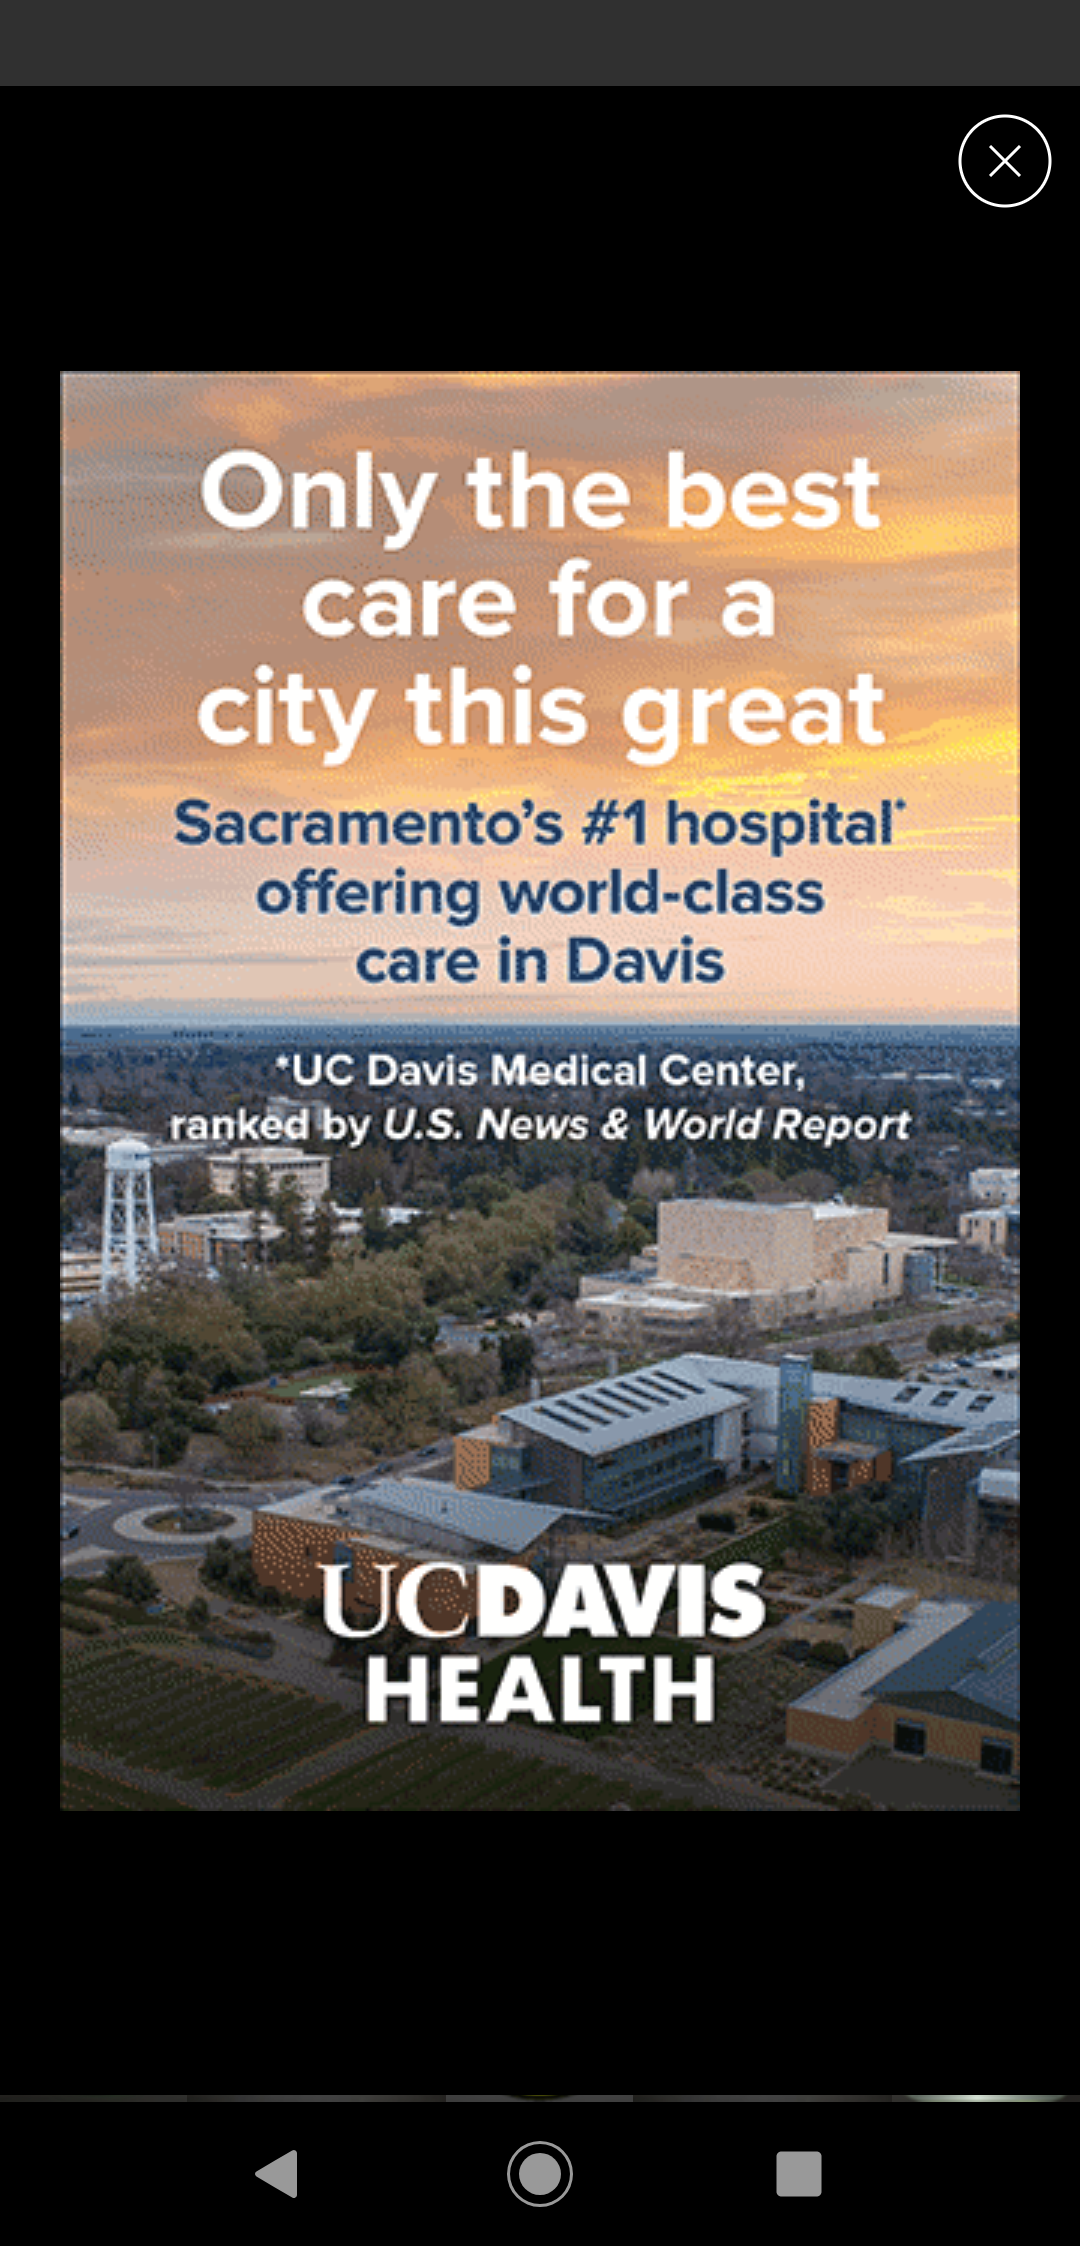 Only the best
care for a
city this great
Sacramento's #1 hospital*
offering world-class
care in Davis
*UC Davis Medical Center,
ranked by U.S. News & World Report
UCDAVIS
HEALTH